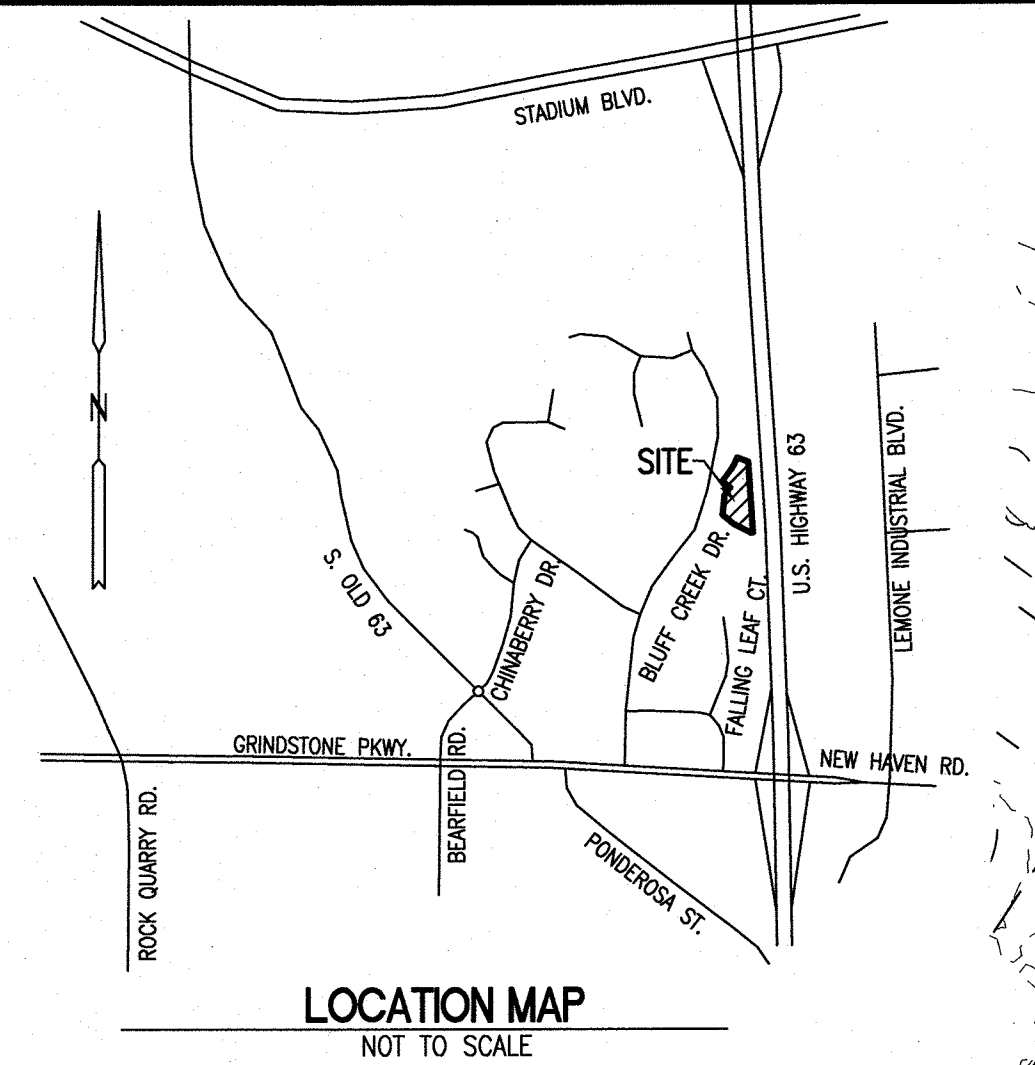 STADIUM BLVD.
N
SITE
U.S. HIGHWAY 63
LEMONE INDUSTRIAL BLVD.
S. OLD 63
CHINABERRY DR.
BLUFF CREEK DR.
FALLING LEAF CT.
GRINDSTONE PKWY.
NEW HAVEN RD.
BEARFIELD RD.
ROCK QUARRY RD.
PONDEROSA ST.
LOCATION MAP
NOT TO SCALE